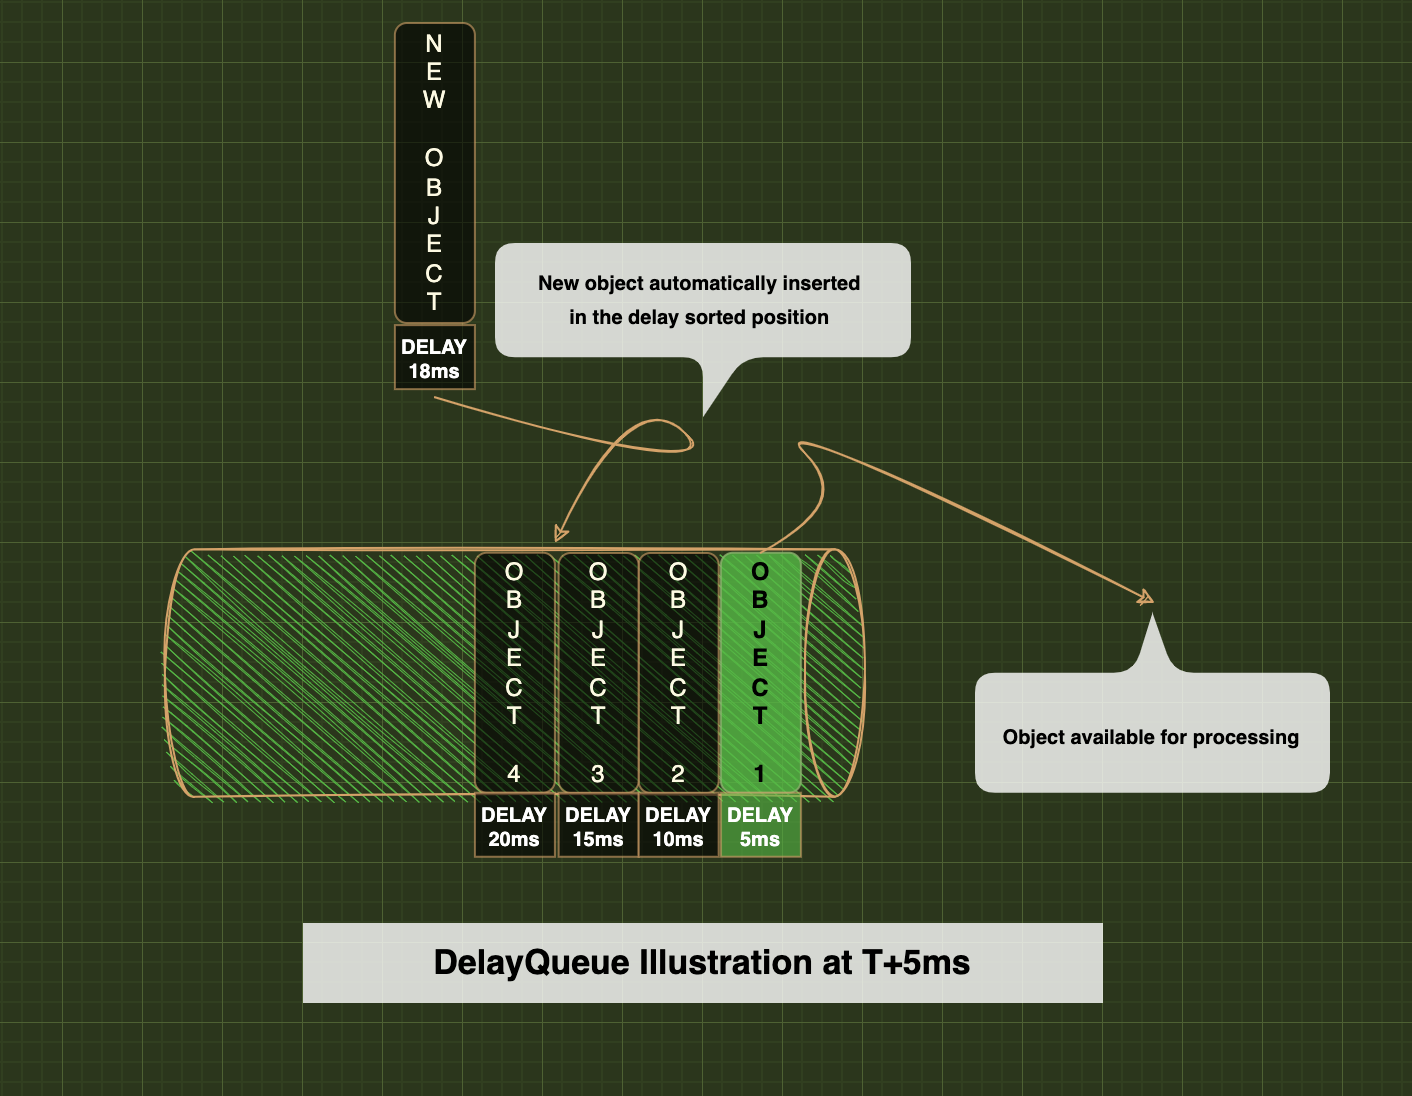 NEW OBJECT
DELAY
18ms
New object automatically inserted
in the delay sorted position
OBJECT 4
DELAY
20ms
OBJECT 3
DELAY
15ms
OBJECT 2
DELAY
10ms
OBJECT 1
DELAY
5ms
Object available for processing
DelayQueue Illustration at T+5ms